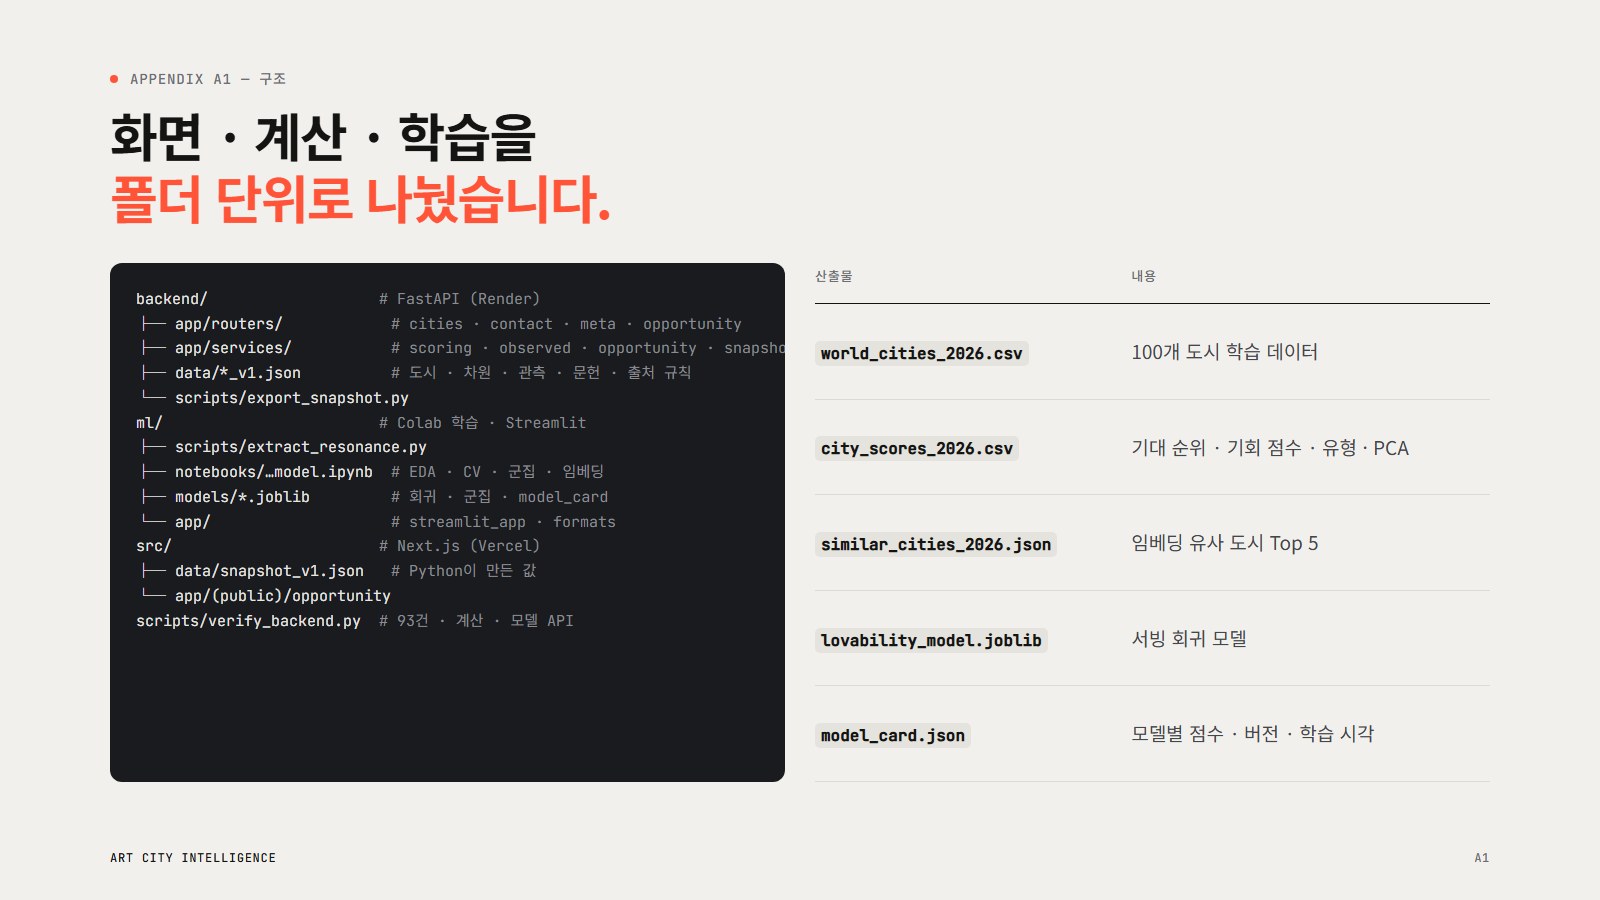 APPENDIX A1 — 구조
화면 · 계산 · 학습을
폴더 단위로 나눴습니다.
backend/ # FastAPI (Render)
├── app/routers/ # cities · contact · meta · opportunity
├── app/services/ # scoring · observed · opportunity · snapsho
├── data/*_v1.json # 도시 · 차원 · 관측 · 문헌 · 출처 규칙
└── scripts/export_snapshot.py
ml/ # Colab 학습 · Streamlit
├── scripts/extract_resonance.py
├── notebooks/…model.ipynb # EDA · CV · 군집 · 임베딩
├── models/*.joblib # 회귀 · 군집 · model_card
└── app/ # streamlit_app · formats
src/ # Next.js (Vercel)
├── data/snapshot_v1.json # Python이 만든 값
└── app/(public)/opportunity
scripts/verify_backend.py # 93건 · 계산 · 모델 API
산출물 내용
world_cities_2026.csv 100개 도시 학습 데이터
city_scores_2026.csv 기대 순위 · 기회 점수 · 유형 · PCA
similar_cities_2026.json 임베딩 유사 도시 Top 5
lovability_model.joblib 서빙 회귀 모델
model_card.json 모델별 점수 · 버전 · 학습 시각
ART CITY INTELLIGENCE A1